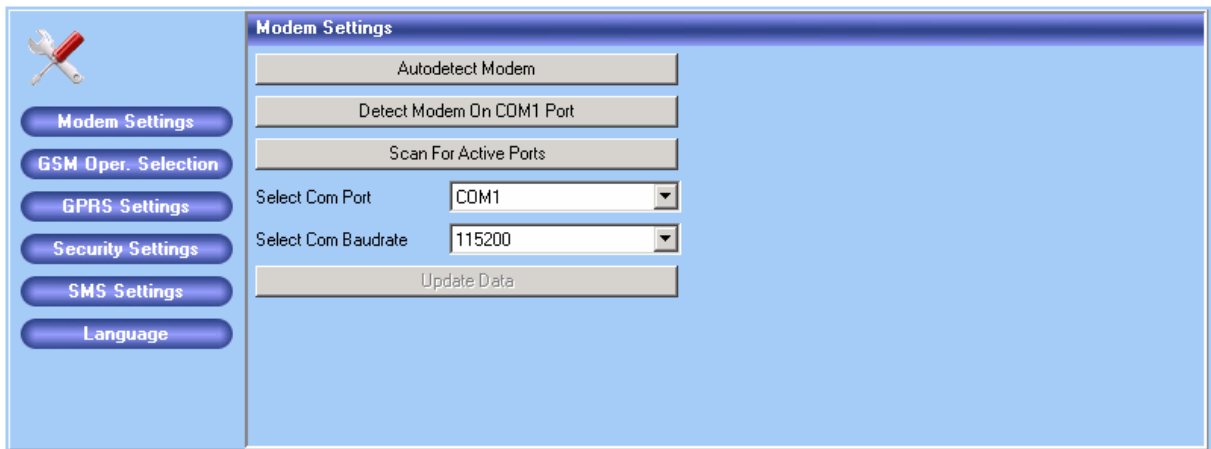 Modem Settings
GSM Oper. Selection
GPRS Settings
Security Settings
SMS Settings
Language
Modem Settings
Autodetect Modem
Detect Modem On COM1 Port
Scan For Active Ports
Select Com Port COM1
Select Com Baudrate 115200
Update Data